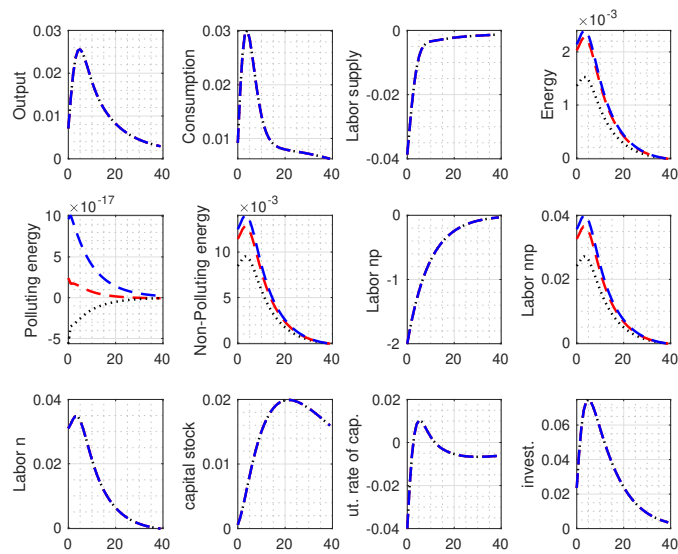 Output
0.03
0.02
0.01
0
0 20 40
Consumption
0.03
0.02
0.01
0 20 40
Labor supply
0
-0.02
-0.04
0 20 40
Energy
×10-3
2
1
0
0 20 40
Polluting energy
×10-17
10
5
0
-5
0 20 40
Non-Polluting energy
×10-3
10
5
0
0 20 40
Labor np
0
-1
-2
0 20 40
Labor nnp
0.04
0.02
0
0 20 40
Labor n
0.04
0.02
0
0 20 40
capital stock
0.02
0.01
0
0 20 40
ut. rate of cap.
0.02
0
-0.02
-0.04
0 20 40
invest.
0.06
0.04
0.02
0
0 20 40